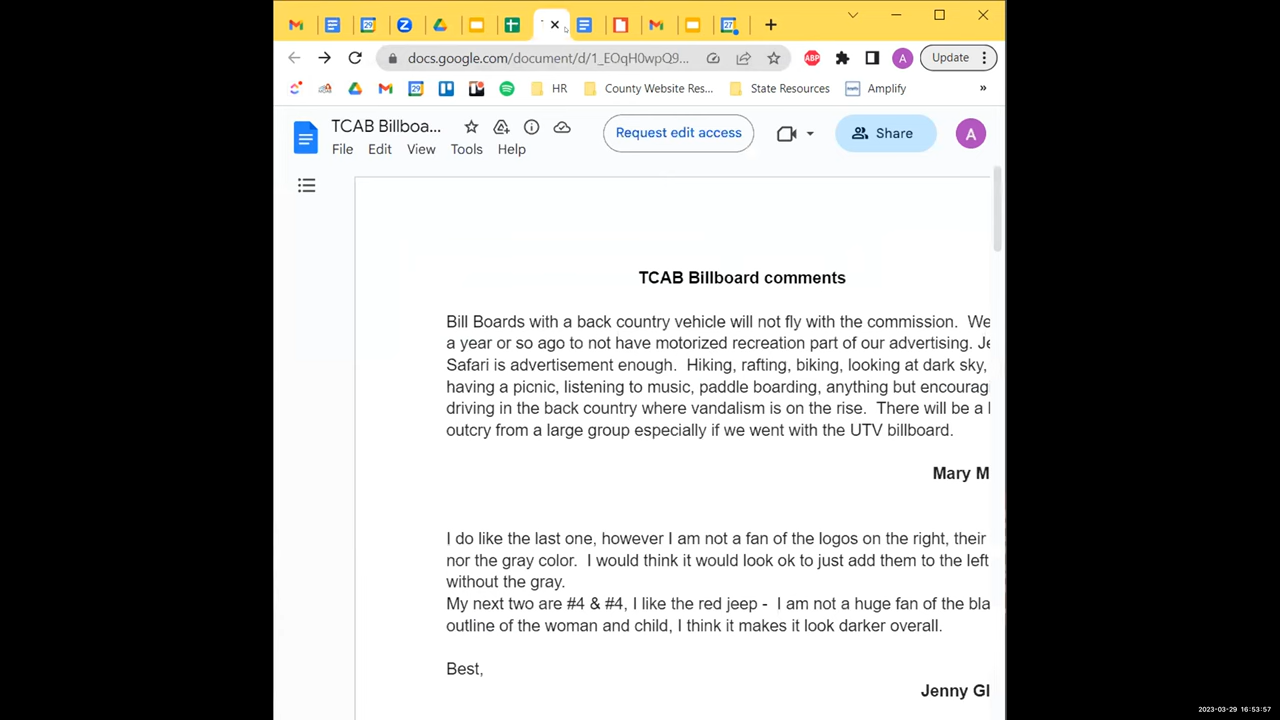 docs.google.com/document/d/1_EOqH0wpQ9...
ABP
A
Update
HR
County Website Res...
State Resources
Amplify
»
TCAB Billboa...
Request edit access
Share
A
File Edit View Tools Help
TCAB Billboard comments
Bill Boards with a back country vehicle will not fly with the commission. We
a year or so ago to not have motorized recreation part of our advertising. Je
Safari is advertisement enough. Hiking, rafting, biking, looking at dark sky,
having a picnic, listening to music, paddle boarding, anything but encourag
driving in the back country where vandalism is on the rise. There will be a
outcry from a large group especially if we went with the UTV billboard.
Mary M
I do like the last one, however I am not a fan of the logos on the right, their
nor the gray color. I would think it would look ok to just add them to the left
without the gray.
My next two are #4 & #4, I like the red jeep - I am not a huge fan of the bla
outline of the woman and child, I think it makes it look darker overall.
Best,
Jenny Gl
2023-03-29 16:53:57